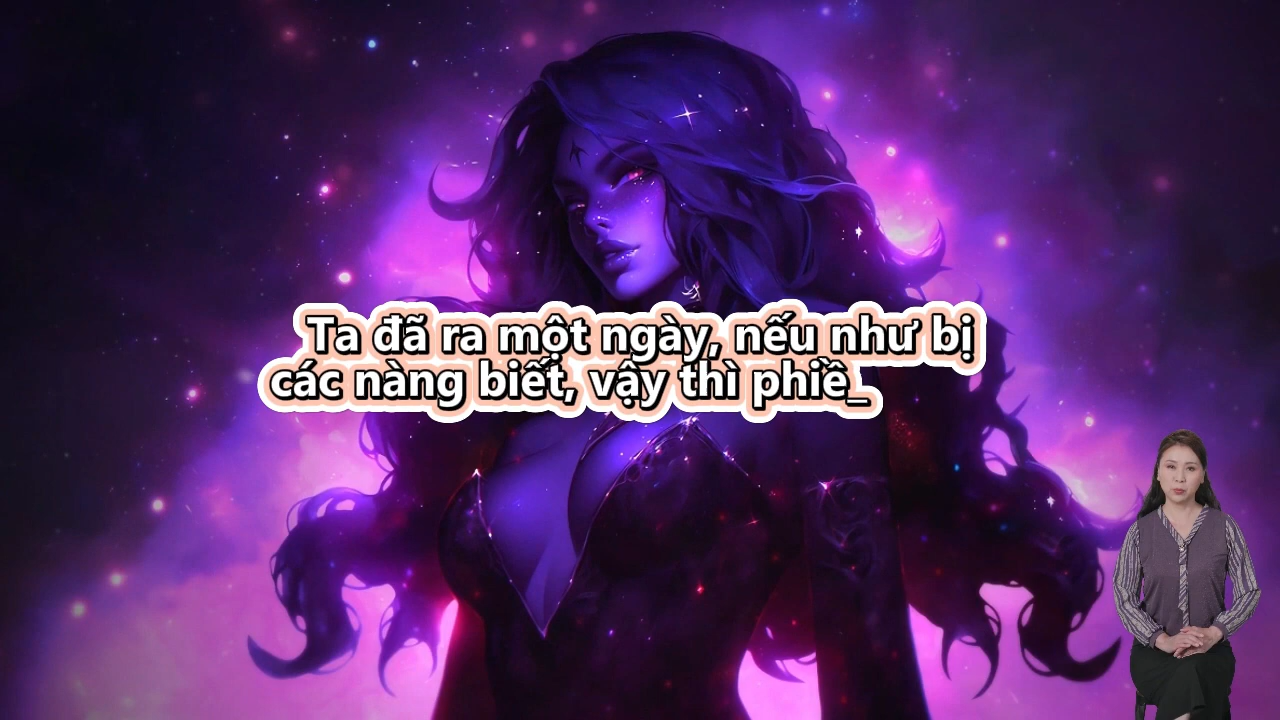 Ta đã ra một ngày, nếu như bị
các nàng biết, vậy thì phiề_